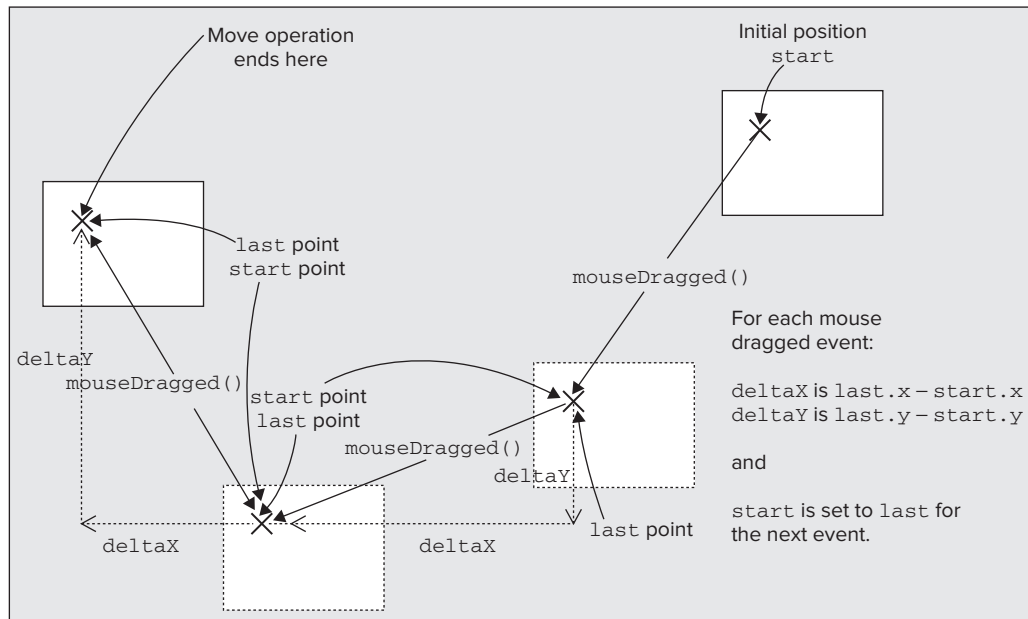 Move operation
ends here
Initial position
start
last point
start point
mouseDragged()
For each mouse
dragged event:
deltaX is last.x – start.x
deltaY is last.y – start.y
and
start is set to last for
the next event.
deltaY
mouseDragged()
start point
last point
mouseDragged()
deltaY
last point
deltaX
deltaX